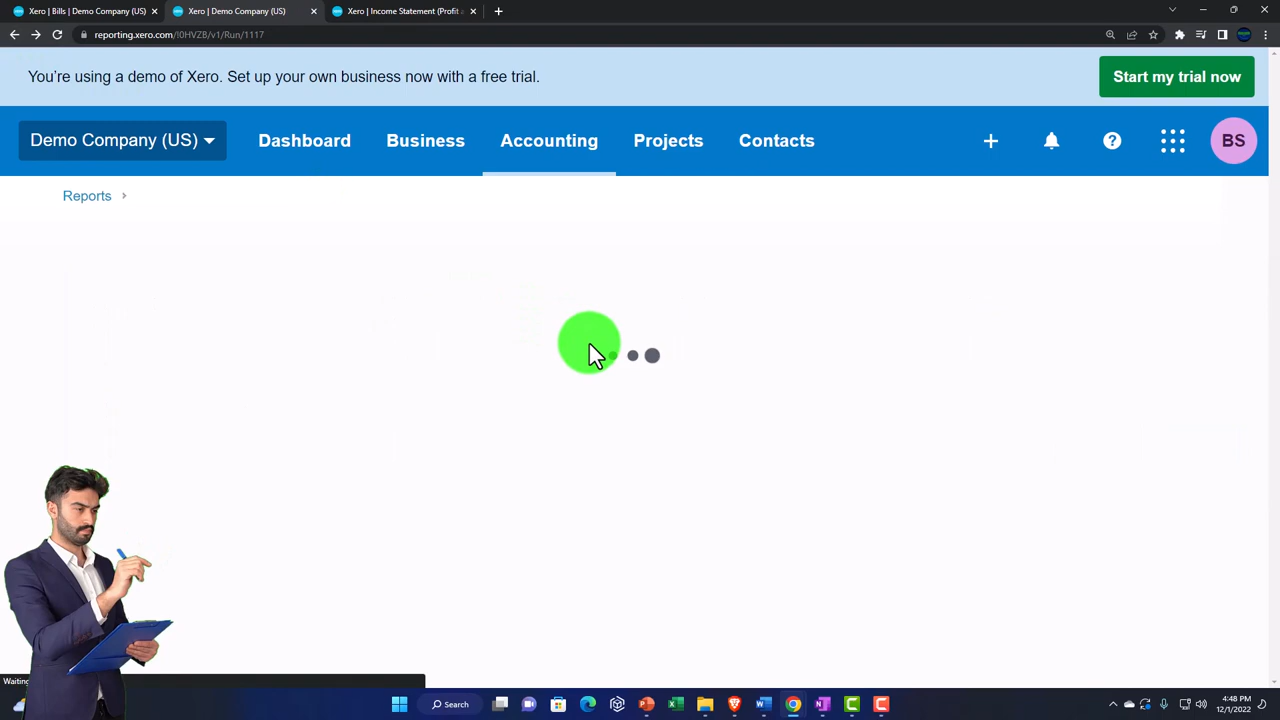 Xero | Bills | Demo Company (US)
Xero | Demo Company (US)
Xero | Income Statement (Profit a
reporting.xero.com/!0HVZB/v1/Run/1117
You're using a demo of Xero. Set up your own business now with a free trial.
Start my trial now
Demo Company (US)
Dashboard
Business
Accounting
Projects
Contacts
BS
Reports
Waiting
Search
4:48 PM
12/1/2022